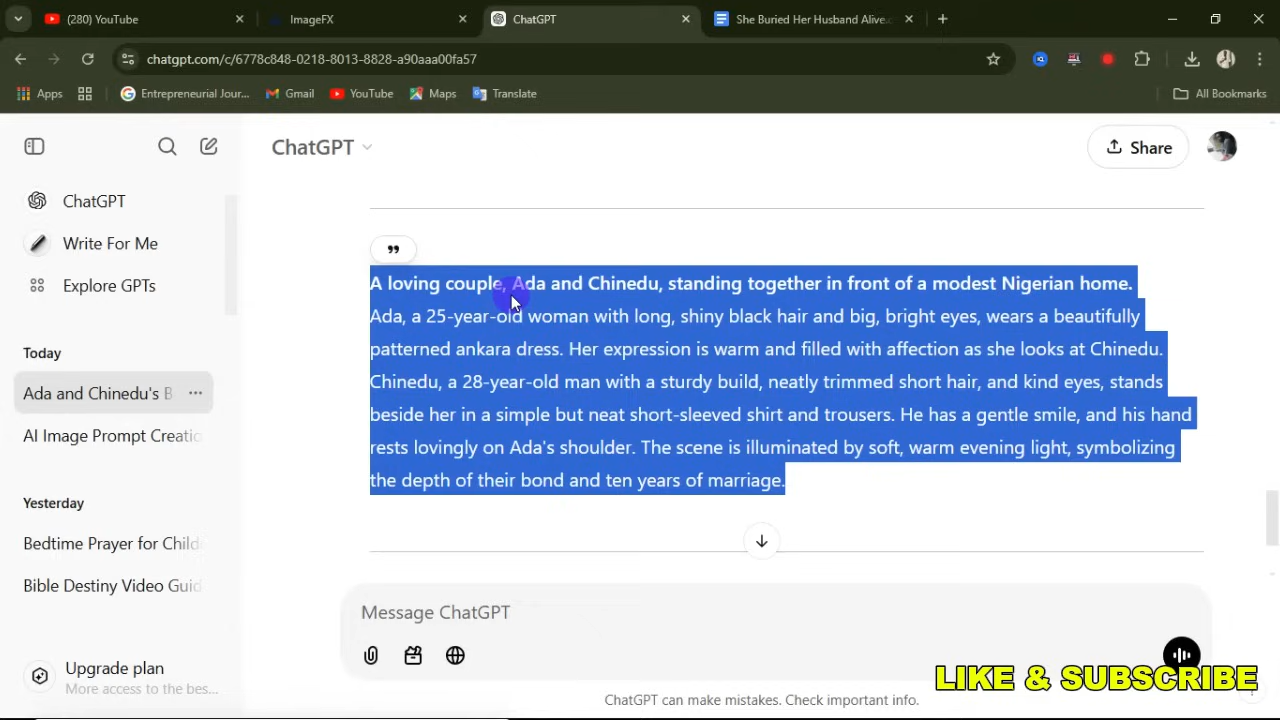 (280) YouTube
ImageFX
ChatGPT
She Buried Her Husband Alive.
chatgpt.com/c/6778c848-0218-8013-8828-a90aaa00fa57
Apps
Entrepreneurial Jour...
Gmail
YouTube
Maps
Translate
All Bookmarks
ChatGPT
Share
ChatGPT
Write For Me
Explore GPTs
Today
Ada and Chinedu's B
AI Image Prompt Creatio
Yesterday
Bedtime Prayer for Childr
Bible Destiny Video Guid
Upgrade plan
More access to the bes...
A loving couple, Ada and Chinedu, standing together in front of a modest Nigerian home.
Ada, a 25-year-old woman with long, shiny black hair and big, bright eyes, wears a beautifully
patterned ankara dress. Her expression is warm and filled with affection as she looks at Chinedu.
Chinedu, a 28-year-old man with a sturdy build, neatly trimmed short hair, and kind eyes, stands
beside her in a simple but neat short-sleeved shirt and trousers. He has a gentle smile, and his hand
rests lovingly on Ada's shoulder. The scene is illuminated by soft, warm evening light, symbolizing
the depth of their bond and ten years of marriage.
Message ChatGPT
LIKE & SUBSCRIBE
ChatGPT can make mistakes. Check important info.